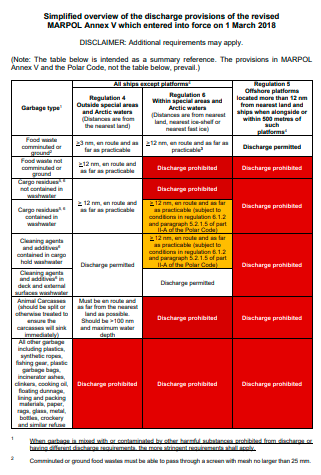 Simplified overview of the discharge provisions of the revised
MARPOL Annex V which entered into force on 1 March 2018
DISCLAIMER: Additional requirements may apply.
(Note: The table below is intended as a summary reference. The provisions in MARPOL
Annex V and the Polar Code, not the table below, prevail.)
Garbage type¹
All ships except platforms⁴
Regulation 4
Outside special areas
and Arctic waters
(Distances are from
the nearest land)
Regulation 6
Within special areas and
Arctic waters
(Distances are from
nearest land, nearest ice-shelf or
nearest fast ice)
Regulation 5
Offshore platforms
located more than 12 nm
from nearest land and
ships when alongside or
within 500 metres of
such
platforms⁴
Food waste
comminuted or
ground²
≥3 nm, en route and as
far as practicable
≥12 nm, en route and as far as
practicable³
Discharge permitted
Food waste not
comminuted or
ground
≥12 nm, en route and as
far as practicable
Discharge prohibited
Discharge prohibited
Cargo residues⁵·⁶
not contained in
washwater
≥ 12 nm, en route and
as far as practicable
Discharge prohibited
Discharge prohibited
Cargo residues⁵·⁶
contained in
washwater
≥ 12 nm, en route and as far
as practicable (subject to
conditions in regulation 6.1.2
and paragraph 5.2.1.5 of part
II-A of the Polar Code)
Cleaning agents
and additives⁶
contained in cargo
hold washwater
Discharge permitted
≥ 12 nm, en route and as far
as practicable (subject to
conditions in regulation 6.1.2
and paragraph 5.2.1.5 of part
II-A of the Polar Code)
Cleaning agents
and additives⁶ in
deck and external
surfaces washwater
Discharge permitted
Animal Carcasses
(should be split or
otherwise treated to
ensure the
carcasses will sink
immediately)
Must be en route and
as far from the nearest
land as possible.
Should be >100 nm
and maximum water
depth
Discharge prohibited
Discharge prohibited
All other garbage
including plastics,
synthetic ropes,
fishing gear, plastic
garbage bags,
incinerator ashes,
clinkers, cooking oil,
floating dunnage,
lining and packing
materials, paper,
rags, glass, metal,
bottles, crockery
and similar refuse
Discharge prohibited
Discharge prohibited
Discharge prohibited
1 When garbage is mixed with or contaminated by other harmful substances prohibited from discharge or
having different discharge requirements, the more stringent requirements shall apply.
2 Comminuted or ground food wastes must be able to pass through a screen with mesh no larger than 25 mm.